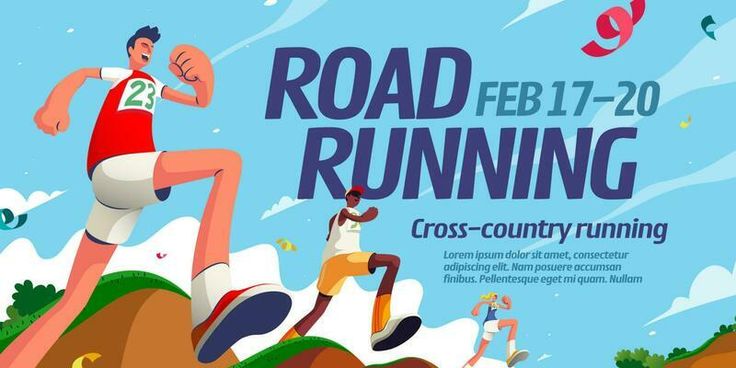 23
ROAD
FEB 17–20
RUNNING
Cross-country running
Lorem ipsum dolor sit amet, consectetur
adipiscing elit. Nam posuere accumsan
finibus. Pellentesque eget mi quam. Nullam